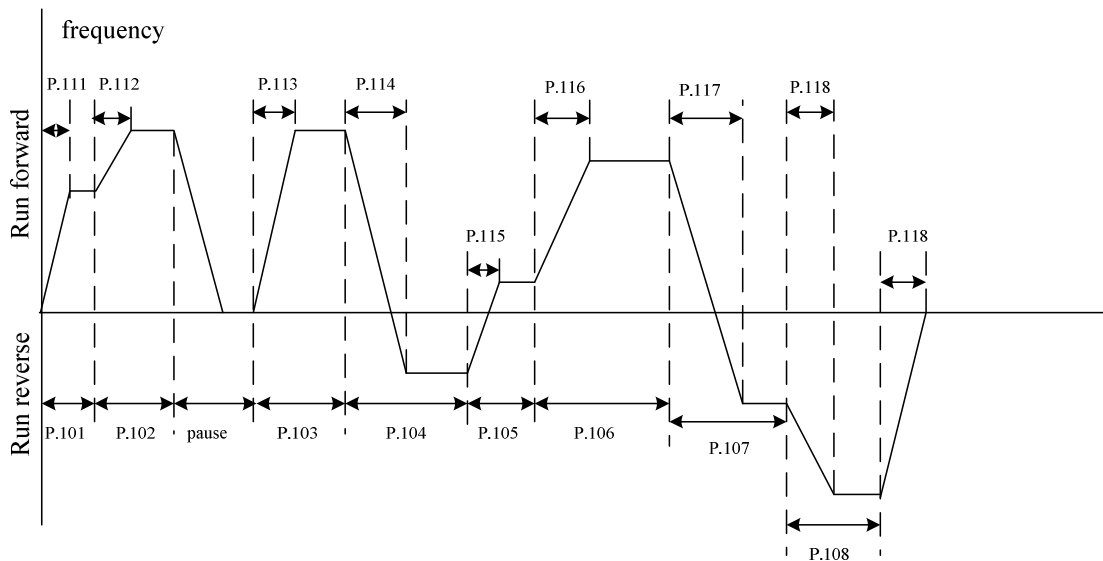 frequency
P.111
P.112
P.113
P.114
P.116
P.117
P.118
Run forward
P.115
P.118
Run reverse
P.101
P.102
pause
P.103
P.104
P.105
P.106
P.107
P.108